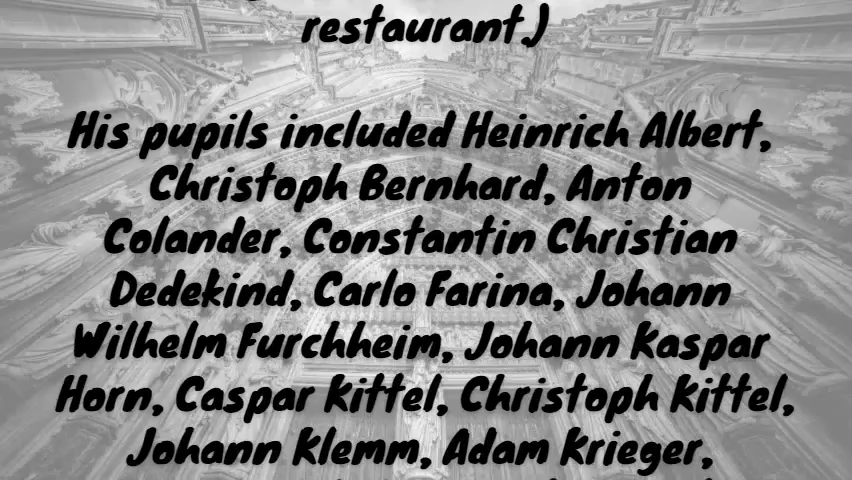 restaurant.)
His pupils included Heinrich Albert,
Christoph Bernhard, Anton
Colander, Constantin Christian
Dedekind, Carlo Farina, Johann
Wilhelm Furchheim, Johann Kaspar
Horn, Caspar Kittel, Christoph Kittel,
Johann Klemm, Adam Krieger,